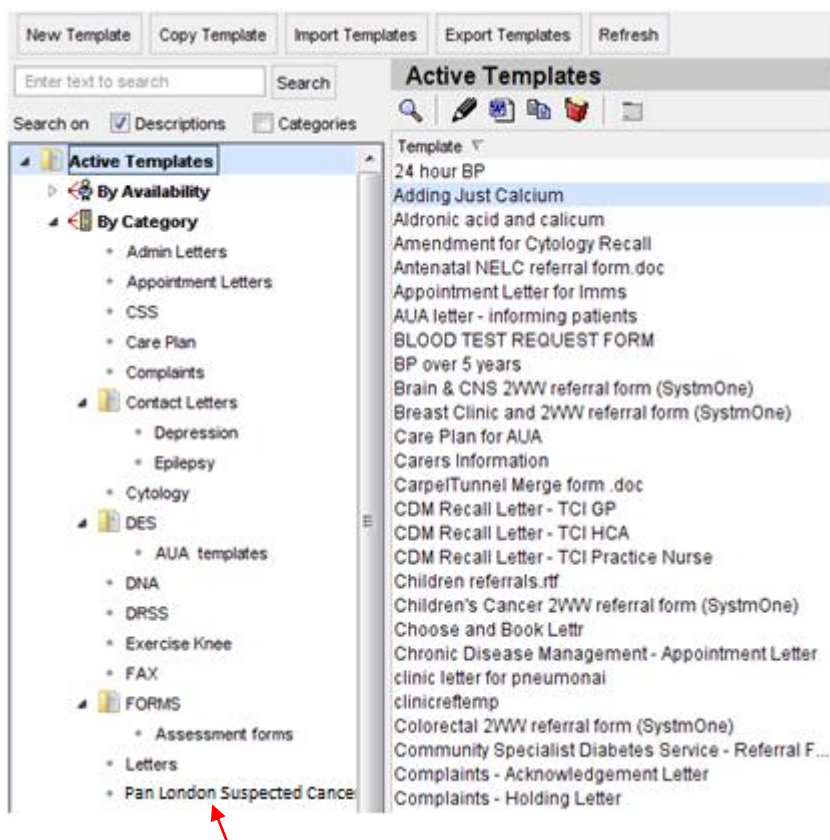 New Template Copy Template Import Templates Export Templates Refresh
Enter text to search Search
Search on Descriptions Categories
Active Templates
By Availability
By Category
Admin Letters
Appointment Letters
CSS
Care Plan
Complaints
Contact Letters
Depression
Epilepsy
Cytology
DES
AUA templates
DNA
DRSS
Exercise Knee
FAX
FORMS
Assessment forms
Letters
Pan London Suspected Cance
Active Templates
Template
24 hour BP
Adding Just Calcium
Aldronic acid and calicum
Amendment for Cytology Recall
Antenatal NELC referral form.doc
Appointment Letter for Imms
AUA letter - informing patients
BLOOD TEST REQUEST FORM
BP over 5 years
Brain & CNS 2WW referral form (SystmOne)
Breast Clinic and 2WW referral form (SystmOne)
Care Plan for AUA
Carers Information
CarpelTunnel Merge form .doc
CDM Recall Letter - TCI GP
CDM Recall Letter - TCI HCA
CDM Recall Letter - TCI Practice Nurse
Children referrals.rtf
Children's Cancer 2WW referral form (SystmOne)
Choose and Book Lettr
Chronic Disease Management - Appointment Letter
clinic letter for pneumonai
clinicreftemp
Colorectal 2WW referral form (SystmOne)
Community Specialist Diabetes Service - Referral F...
Complaints - Acknowledgement Letter
Complaints - Holding Letter